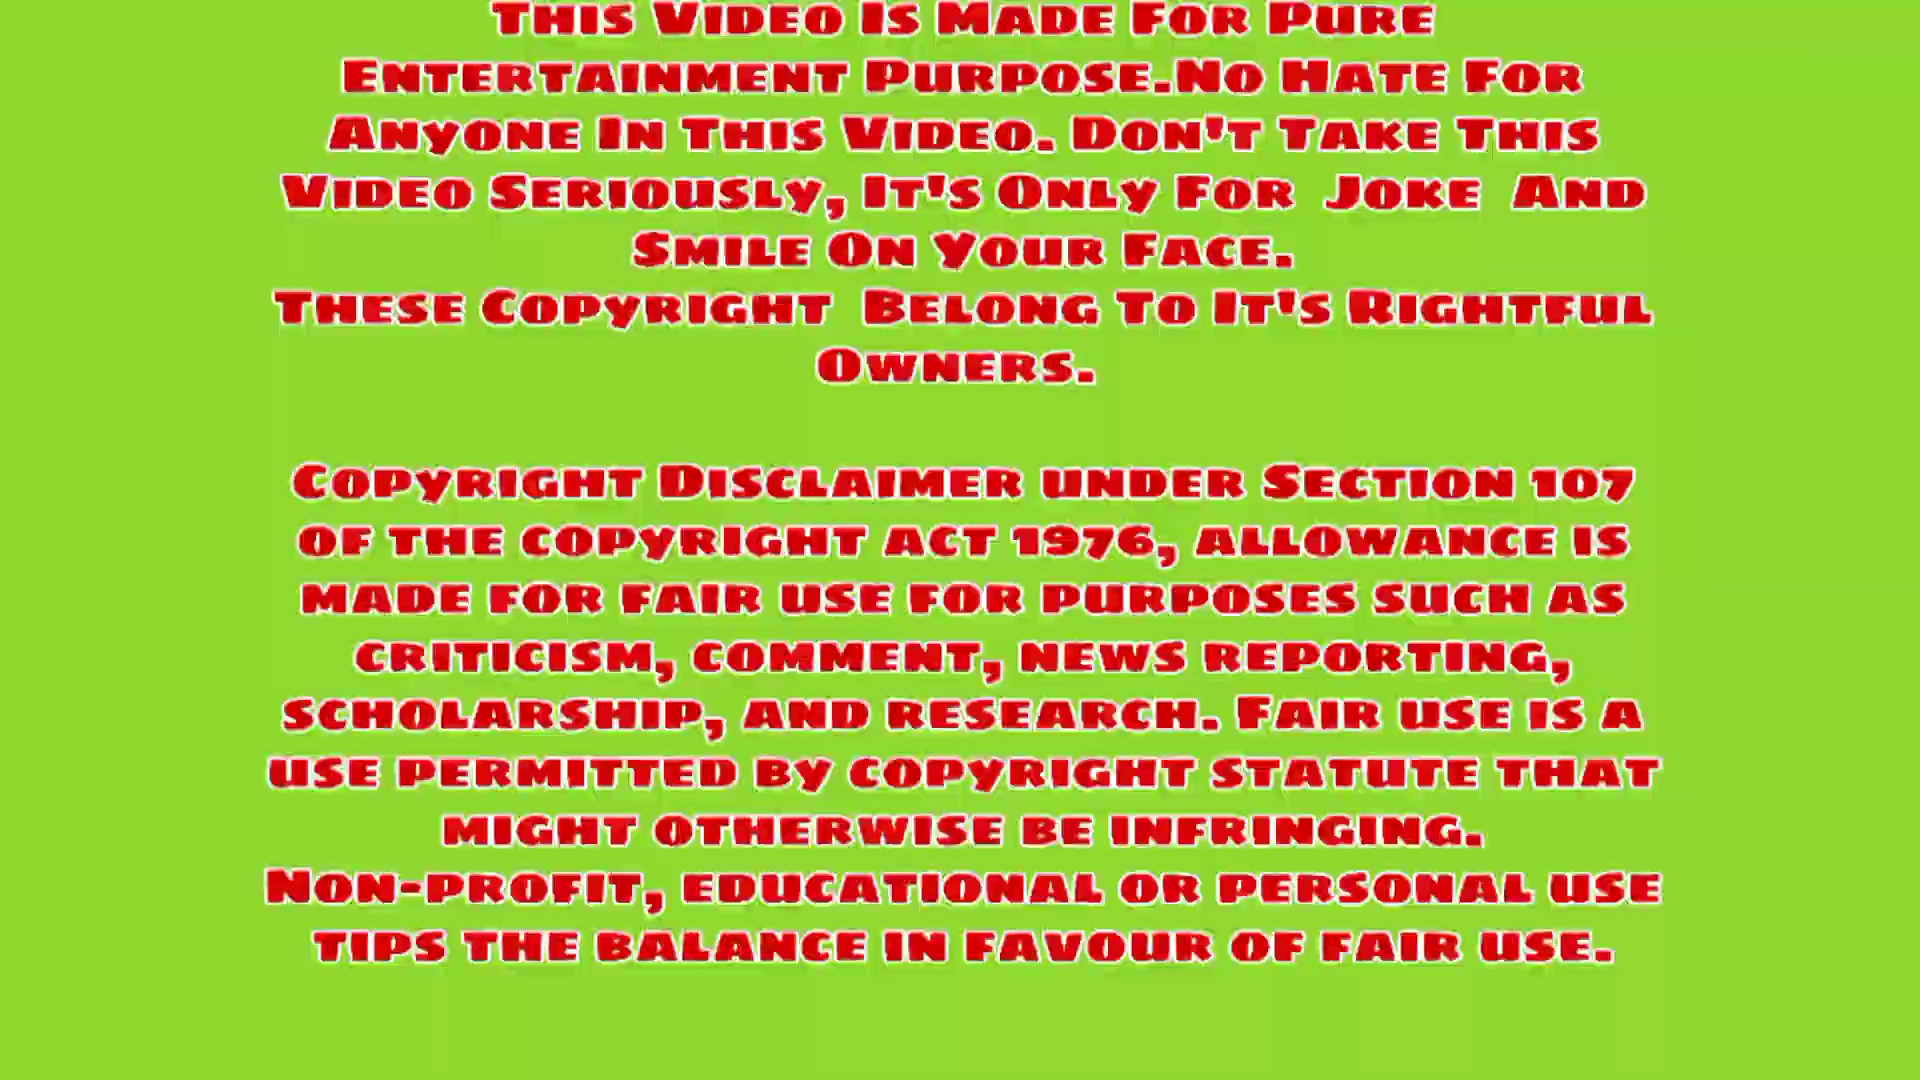 This Video Is Made For Pure
Entertainment Purpose.No Hate For
Anyone In This Video. Don't Take This
Video Seriously, It's Only For Joke And
Smile On Your Face.
These Copyright Belong To It's Rightful
Owners.
Copyright Disclaimer under Section 107
of the copyright act 1976, allowance is
made for fair use for purposes such as
criticism, comment, news reporting,
scholarship, and research. Fair use is a
use permitted by copyright statute that
might otherwise be infringing.
Non-profit, educational or personal use
tips the balance in favour of fair use.